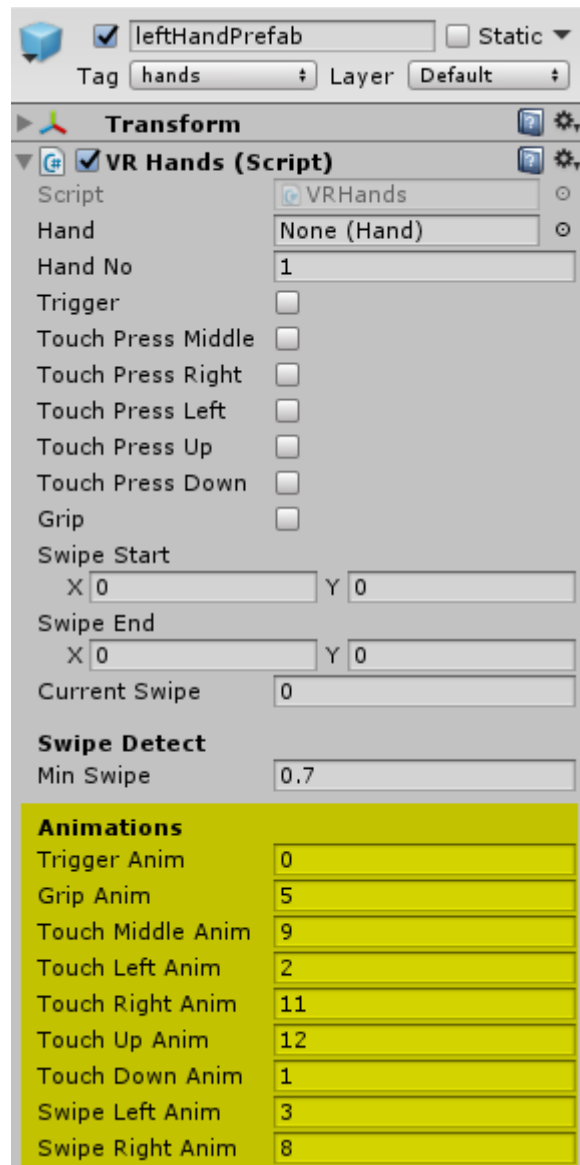 leftHandPrefab Static
Tag hands Layer Default
Transform
VR Hands (Script)
Script VRHands
Hand None (Hand)
Hand No 1
Trigger
Touch Press Middle
Touch Press Right
Touch Press Left
Touch Press Up
Touch Press Down
Grip
Swipe Start
X 0 Y 0
Swipe End
X 0 Y 0
Current Swipe 0
Swipe Detect
Min Swipe 0.7
Animations
Trigger Anim 0
Grip Anim 5
Touch Middle Anim 9
Touch Left Anim 2
Touch Right Anim 11
Touch Up Anim 12
Touch Down Anim 1
Swipe Left Anim 3
Swipe Right Anim 8